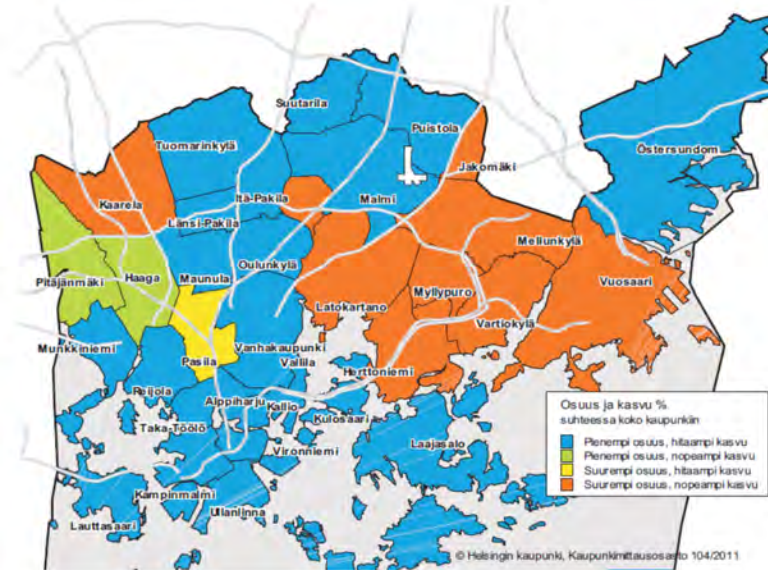 Suutarila
Puistola
Tuomarinkylä
Östersundom
Jakomäki
Kaarela
Itä-Pakila
Malmi
Länsi-Pakila
Mellunkylä
Oulunkylä
Maunula
Haaga
Pitäjänmäki
Vuosaari
Myllypuro
Latokartano
Vartiokylä
Munkkiniemi
Vanhakaupunki
Pasila
Vallila
Herttoniemi
Reijola
Alppiharju
Kallio
Kulosaari
Taka-Töölö
Laajasalo
Vironniemi
Kampinmalmi
Ullanlinna
Lauttasaari
Osuus ja kasvu %
suhteessa koko kaupunkiin
Pienempi osuus, hitaampi kasvu
Pienempi osuus, nopeampi kasvu
Suurempi osuus, hitaampi kasvu
Suurempi osuus, nopeampi kasvu
© Helsingin kaupunki, Kaupunkimittausosasto 104/2011